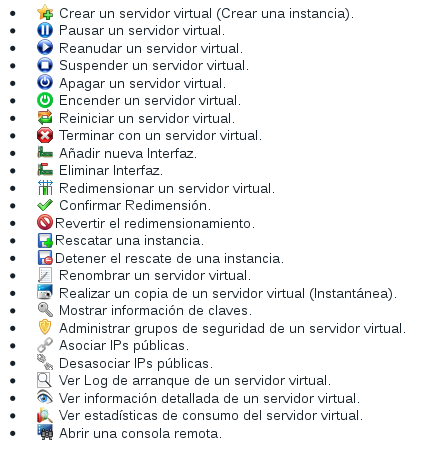 Crear un servidor virtual (Crear una instancia).
Pausar un servidor virtual.
Reanudar un servidor virtual.
Suspender un servidor virtual.
Apagar un servidor virtual.
Encender un servidor virtual.
Reiniciar un servidor virtual.
Terminar con un servidor virtual.
Añadir nueva Interfaz.
Eliminar Interfaz.
Redimensionar un servidor virtual.
Confirmar Redimensión.
Revertir el redimensionamiento.
Rescatar una instancia.
Detener el rescate de una instancia.
Renombrar un servidor virtual.
Realizar un copia de un servidor virtual (Instantánea).
Mostrar información de claves.
Administrar grupos de seguridad de un servidor virtual.
Asociar IPs públicas.
Desasociar IPs públicas.
Ver Log de arranque de un servidor virtual.
Ver información detallada de un servidor virtual.
Ver estadísticas de consumo del servidor virtual.
Abrir una consola remota.